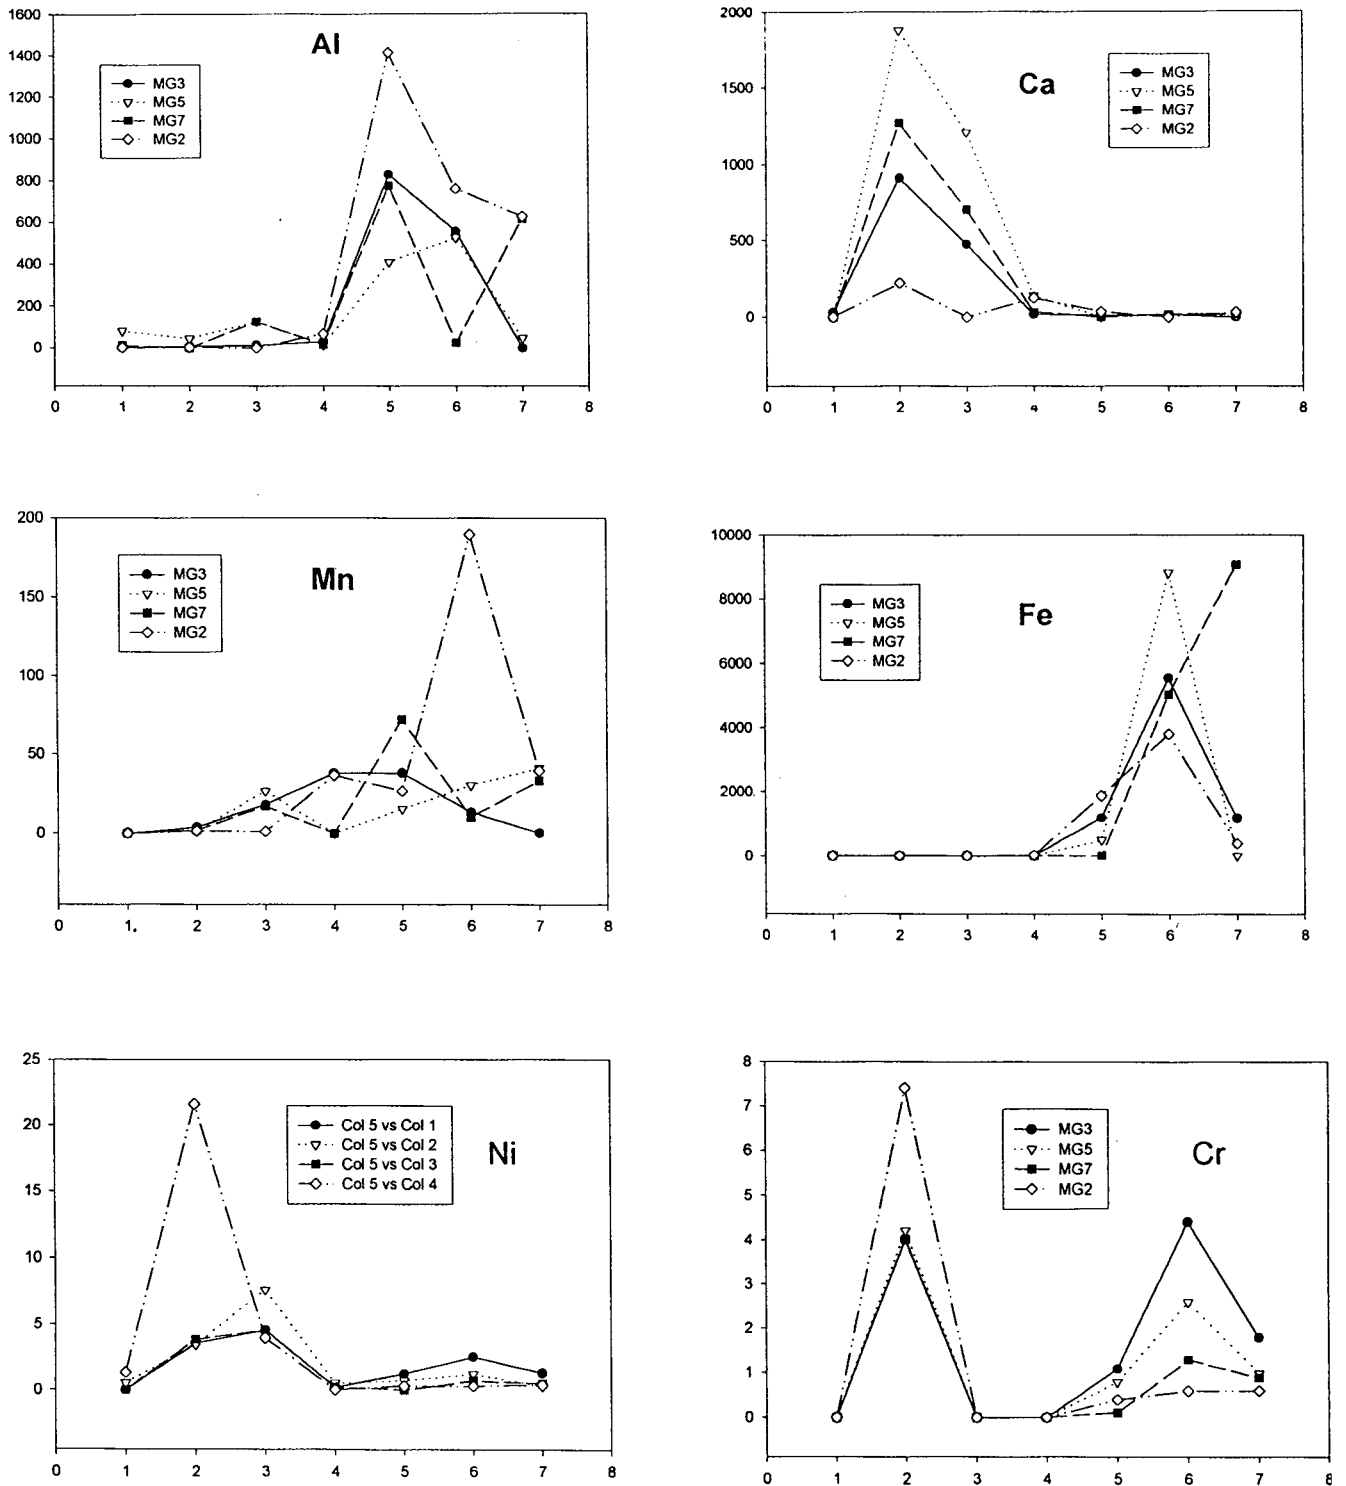 Al
1600
1400
1200
1000
800
600
400
200
0
MG3
MG5
MG7
MG2
0 1 2 3 4 5 6 7 8
Ca
2000
1500
1000
500
0
MG3
MG5
MG7
MG2
0 1 2 3 4 5 6 7 8
Mn
200
150
100
50
0
MG3
MG5
MG7
MG2
0 1 2 3 4 5 6 7 8
Fe
10000
8000
6000
4000
2000
0
MG3
MG5
MG7
MG2
0 1 2 3 4 5 6 7 8
Ni
25
20
15
10
5
0
Col 5 vs Col 1
Col 5 vs Col 2
Col 5 vs Col 3
Col 5 vs Col 4
0 1 2 3 4 5 6 7 8
Cr
8
7
6
5
4
3
2
1
0
MG3
MG5
MG7
MG2
0 1 2 3 4 5 6 7 8